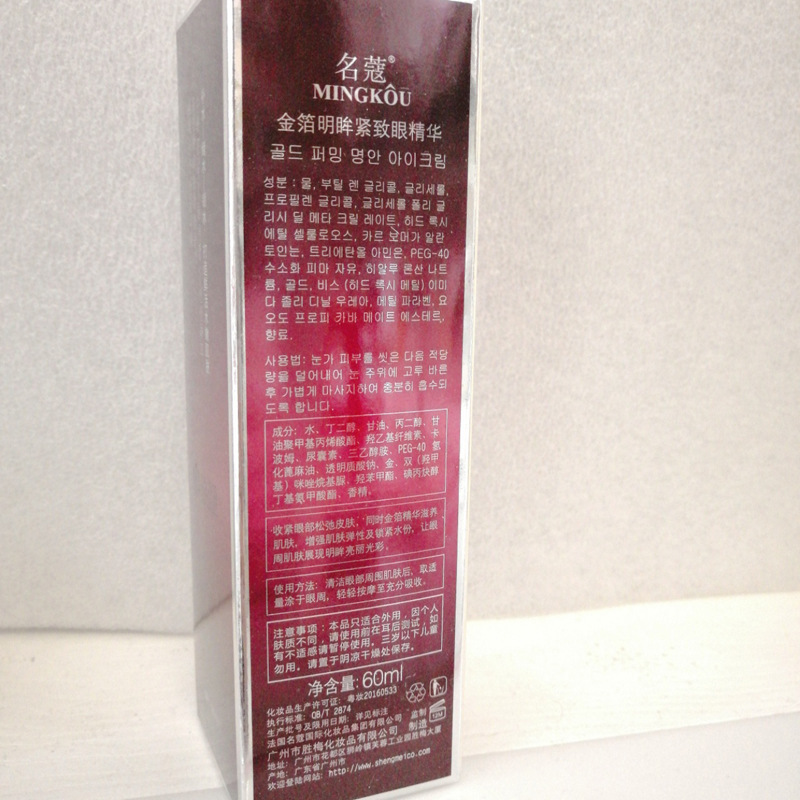 名蔻®
MINGKÔU
金箔明眸紧致眼精华
골드 퍼밍 명안 아이크림
성분 : 물, 부틸 렌 글리콜, 글리세롤,
프로필렌 글리콜, 글리세롤 폴리 글
리시 딜 메타 크릴 레이트, 히드 록시
에틸 셀룰로오스, 카르 보머가 알란
토인는, 트리에탄올 아민은, PEG-40
수소화 피마 자유, 히알루 론산 나트
륨, 골드, 비스 (히드 록시 메틸) 이미
다 졸리 디닐 우레아, 메틸 파라벤, 요
오도 프로피 카바 메이트 에스테르,
향료.
사용법: 눈가 피부를 씻은 다음 적당
량을 덜어내어 눈 주위에 고루 바른
후 가볍게 마사지하여 충분히 흡수되
도록 합니다.
成分：水、丁二醇、甘油、丙二醇、甘
油聚甲基丙烯酸酯、羟乙基纤维素、卡
波姆、尿囊素、三乙醇胺、PEG-40 氢
化蓖麻油、透明质酸钠、金、双（羟甲
基）咪唑烷基脲、羟苯甲酯、碘丙炔醇
丁基氨甲酸酯、香精。
收紧眼部松弛皮肤，同时金箔精华滋养
肌肤，增强肌肤弹性及锁紧水份，让眼
周肌肤展现明眸亮丽光彩。
使用方法：清洁眼部周围肌肤后，取适
量涂于眼周，轻轻按摩至充分吸收。
注意事项：本品只适合外用，因个人
肤质不同，请使用前在耳后测试，如
有不适感请暂停使用。三岁以下儿童
勿用。请置于阴凉干燥处保存。
净含量:60ml
化妆品生产许可证：粤妆20160533
执行标准：QB/T 2874
生产批号及限用日期：详见标注
法国名蔻国际化妆品集团有限公司 监制
广州市胜梅化妆品有限公司 制造
12M
地址：广州市花都区狮岭镇芙蓉工业园胜梅大厦
产地：广东省广州市
欢迎登陆网站：http://www.shengmeico.com